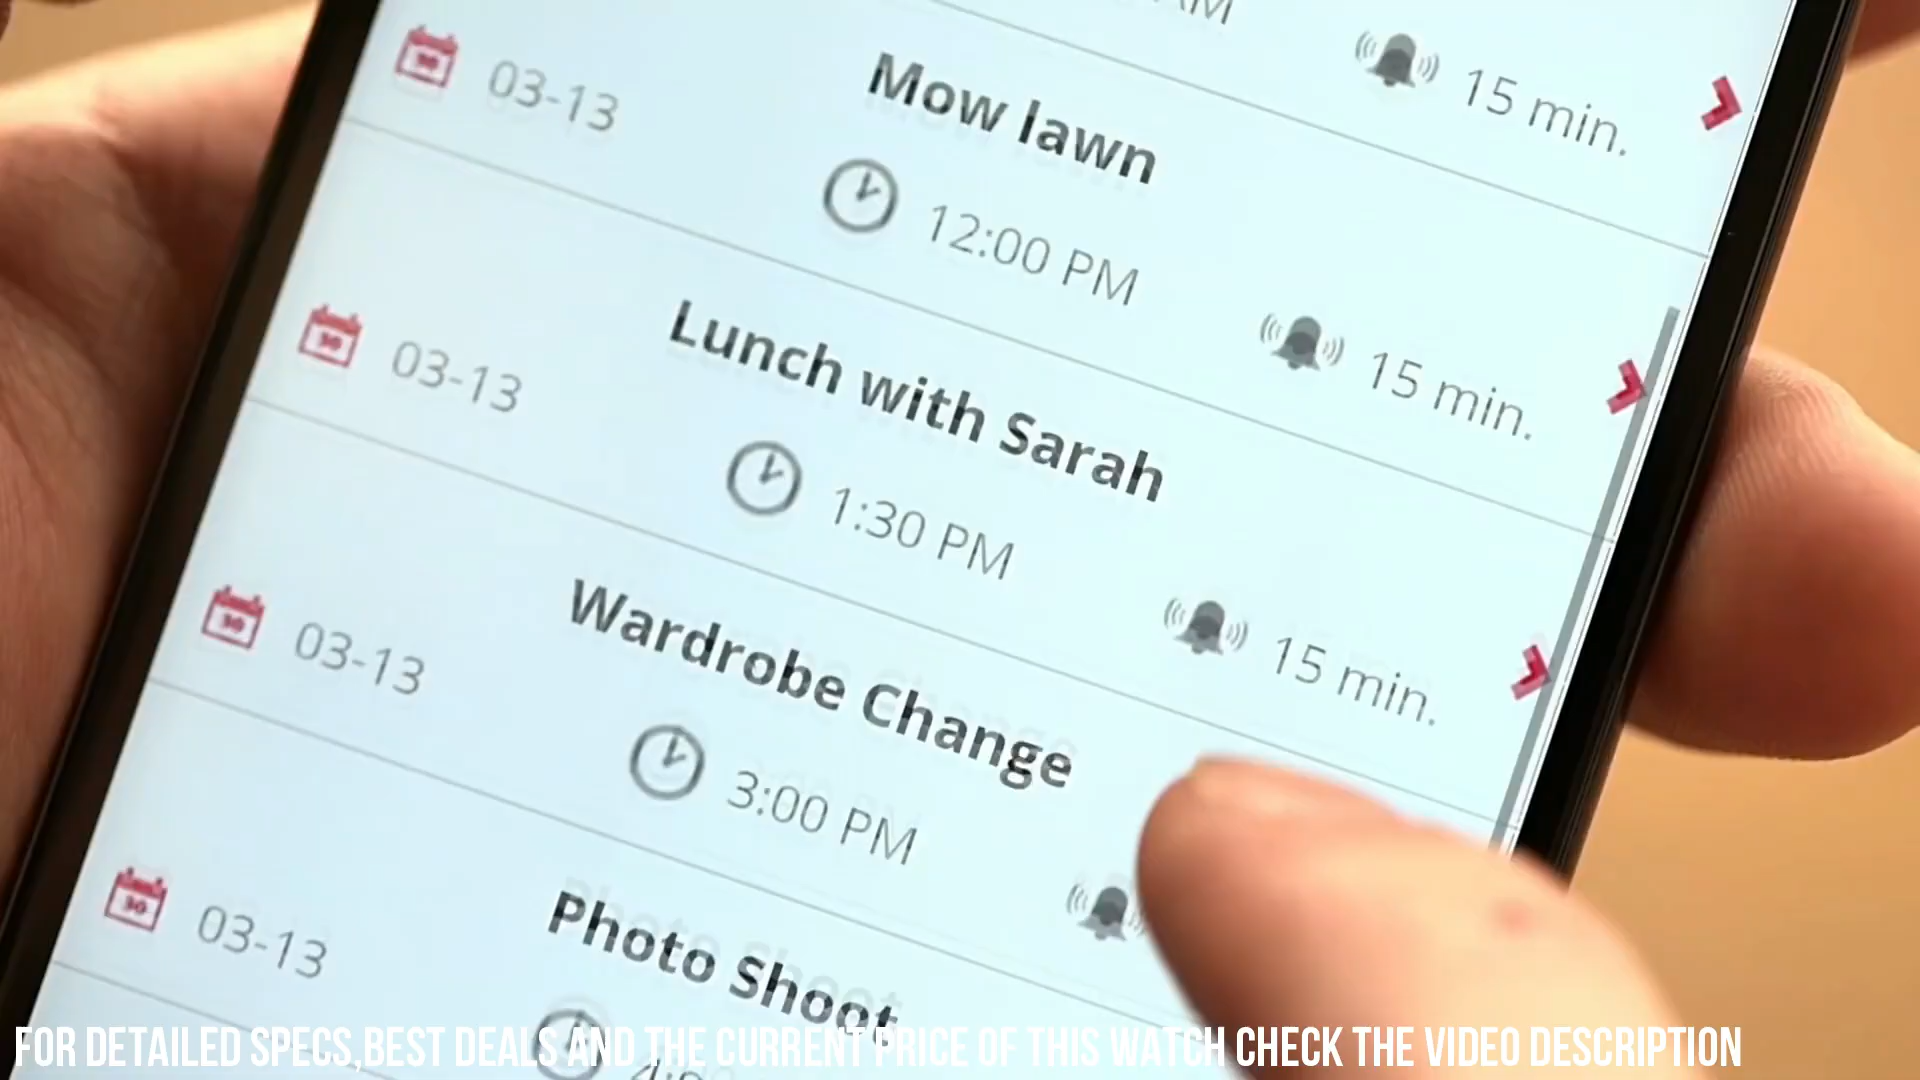 AM
15 min.
03-13
Mow lawn
12:00 PM
15 min.
03-13
Lunch with Sarah
1:30 PM
15 min.
03-13
Wardrobe Change
3:00 PM
03-13
Photo Shoot
FOR DETAILED SPECS,BEST DEALS AND THE CURRENT PRICE OF THIS WATCH CHECK THE VIDEO DESCRIPTION